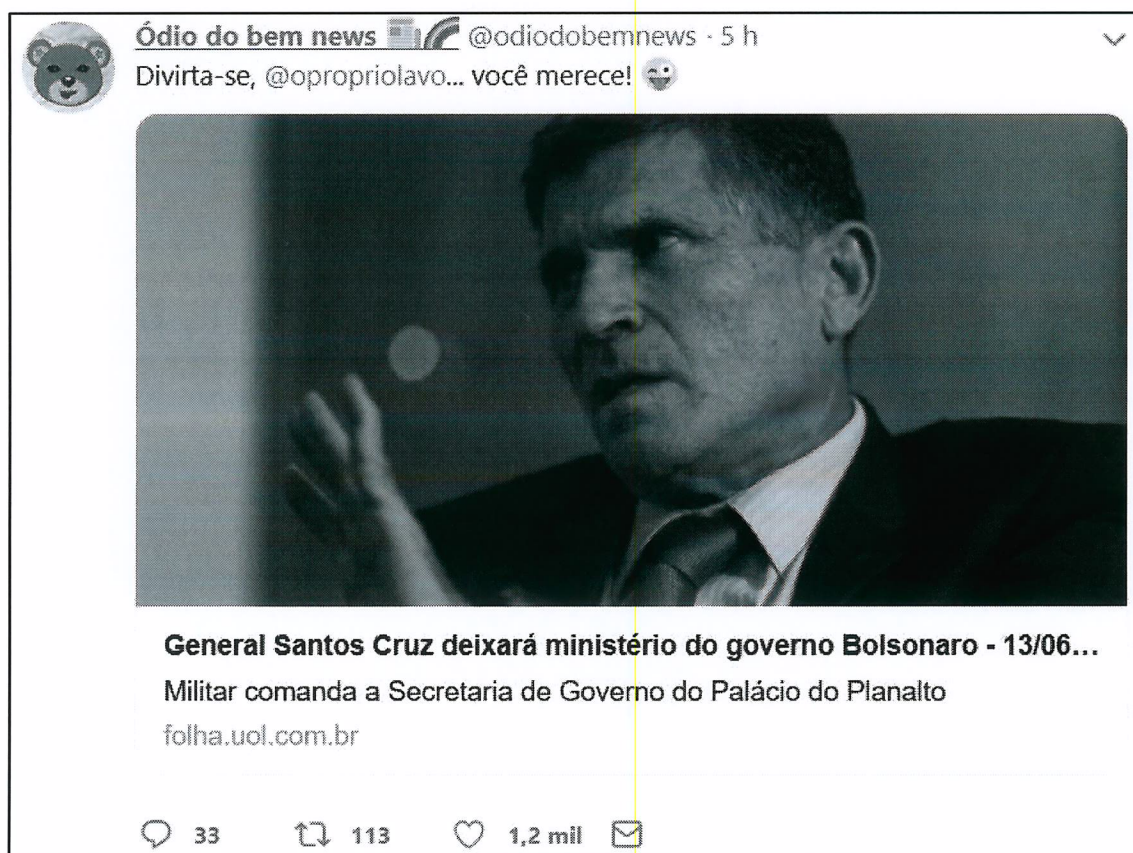 Ódio do bem news @odiodobemnews · 5 h
Divirta-se, @opropriolavo... você merece!
General Santos Cruz deixará ministério do governo Bolsonaro - 13/06...
Militar comanda a Secretaria de Governo do Palácio do Planalto
folha.uol.com.br
33 113 1,2 mil